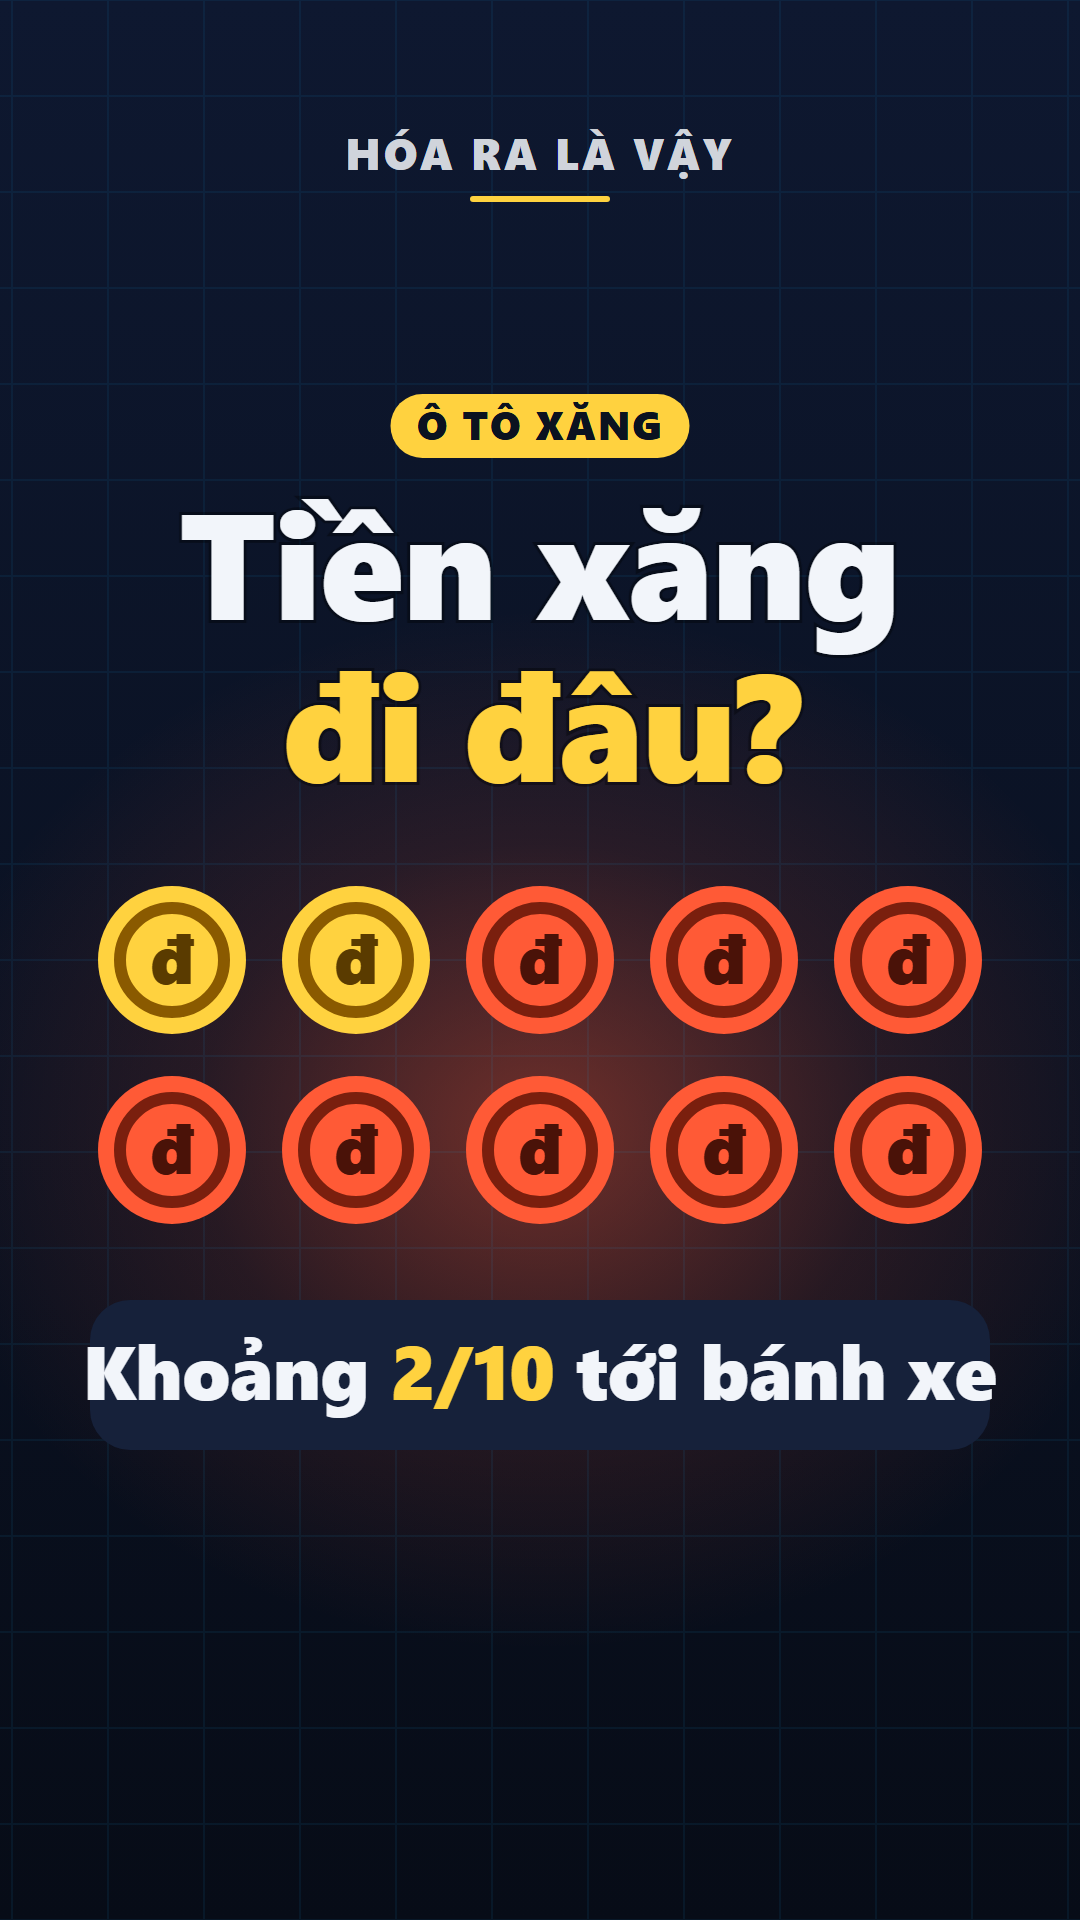 HÓA RA LÀ VẬY
Ô TÔ XĂNG
Tiền xăng
đi đâu?
đ đ đ đ đ
đ đ đ đ đ
Khoảng 2/10 tới bánh xe